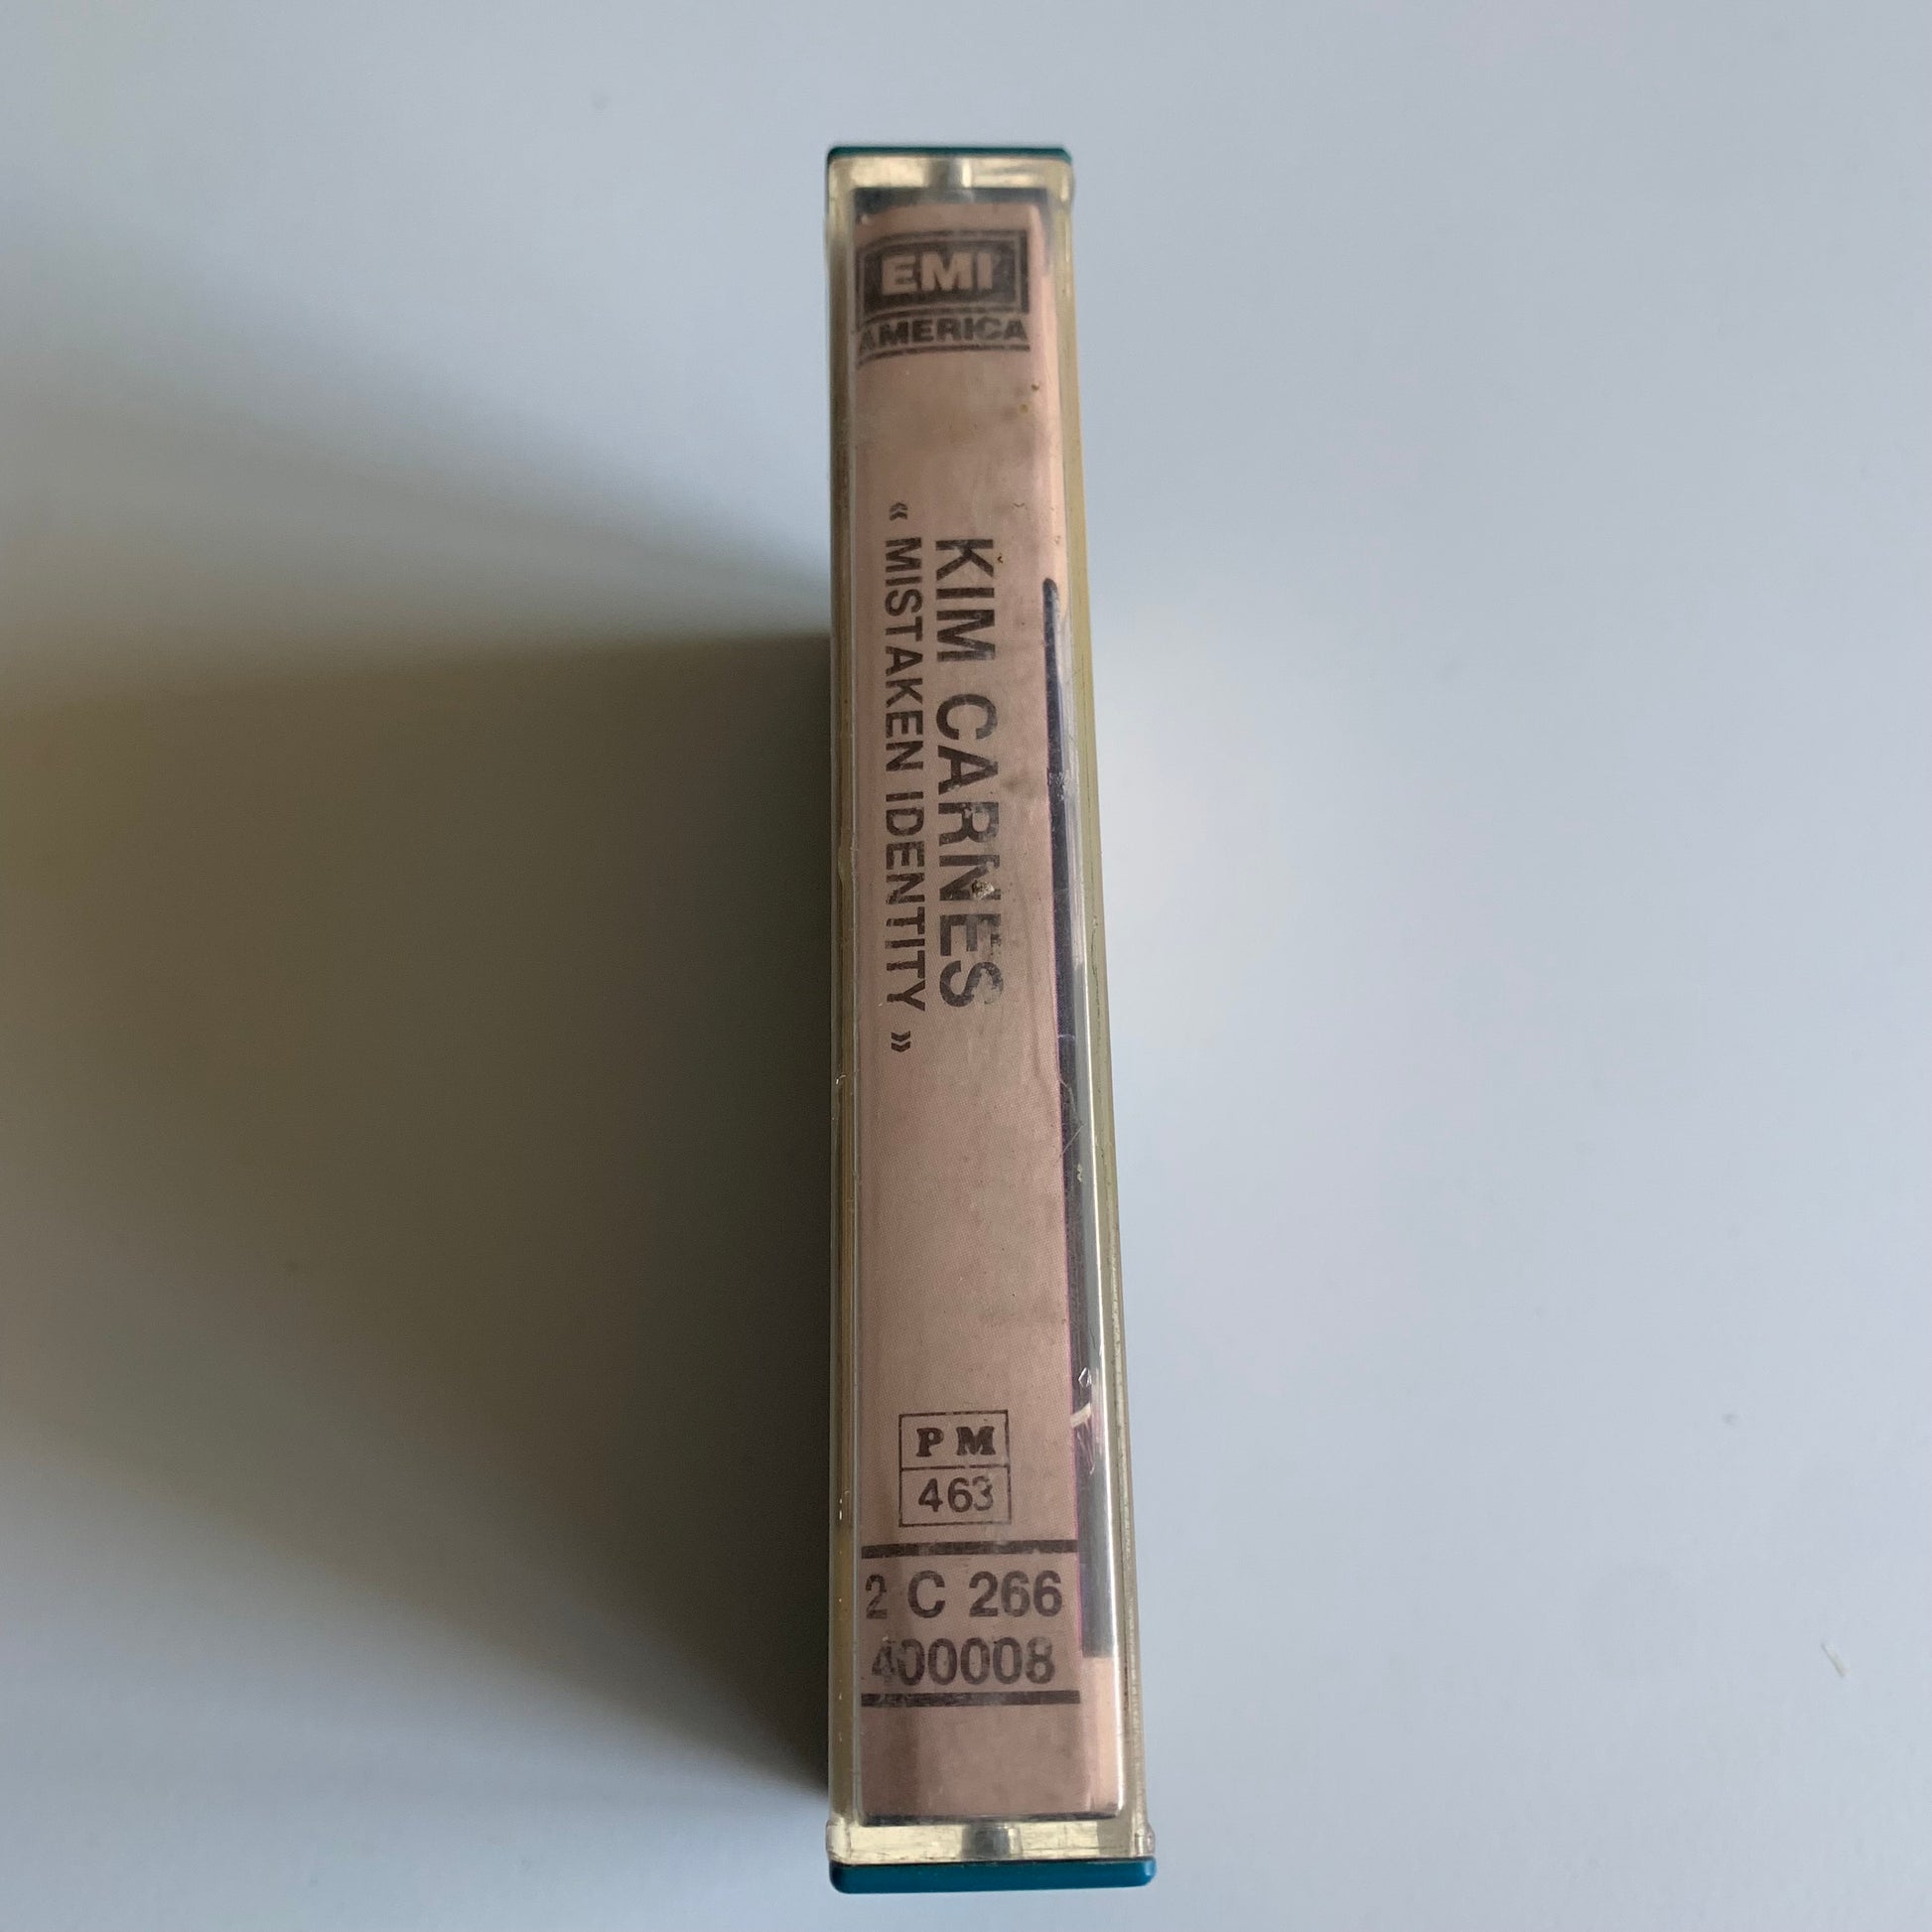 EMI
AMERICA
KIM CARNES
« MISTAKEN IDENTITY »
PM
463
2 C 266
400008